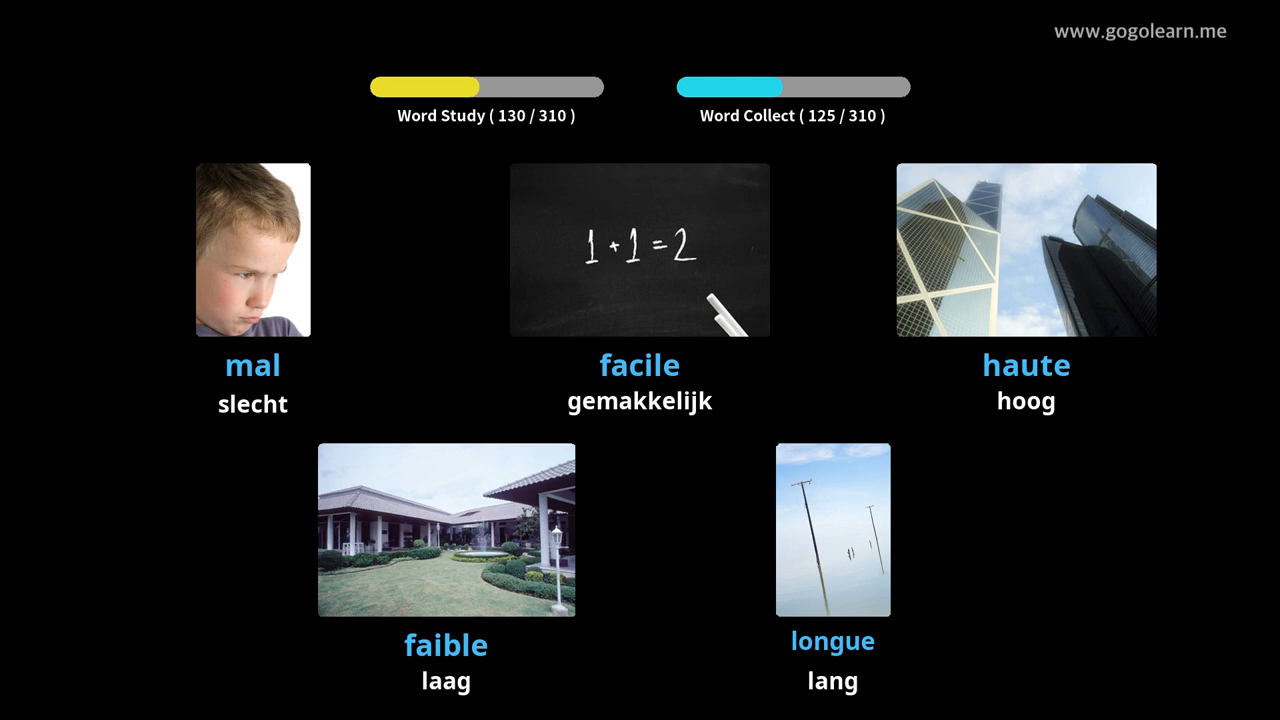 www.gogolearn.me
Word Study ( 130 / 310 )
Word Collect ( 125 / 310 )
1 + 1 = 2
mal
slecht
facile
gemakkelijk
haute
hoog
faible
laag
longue
lang